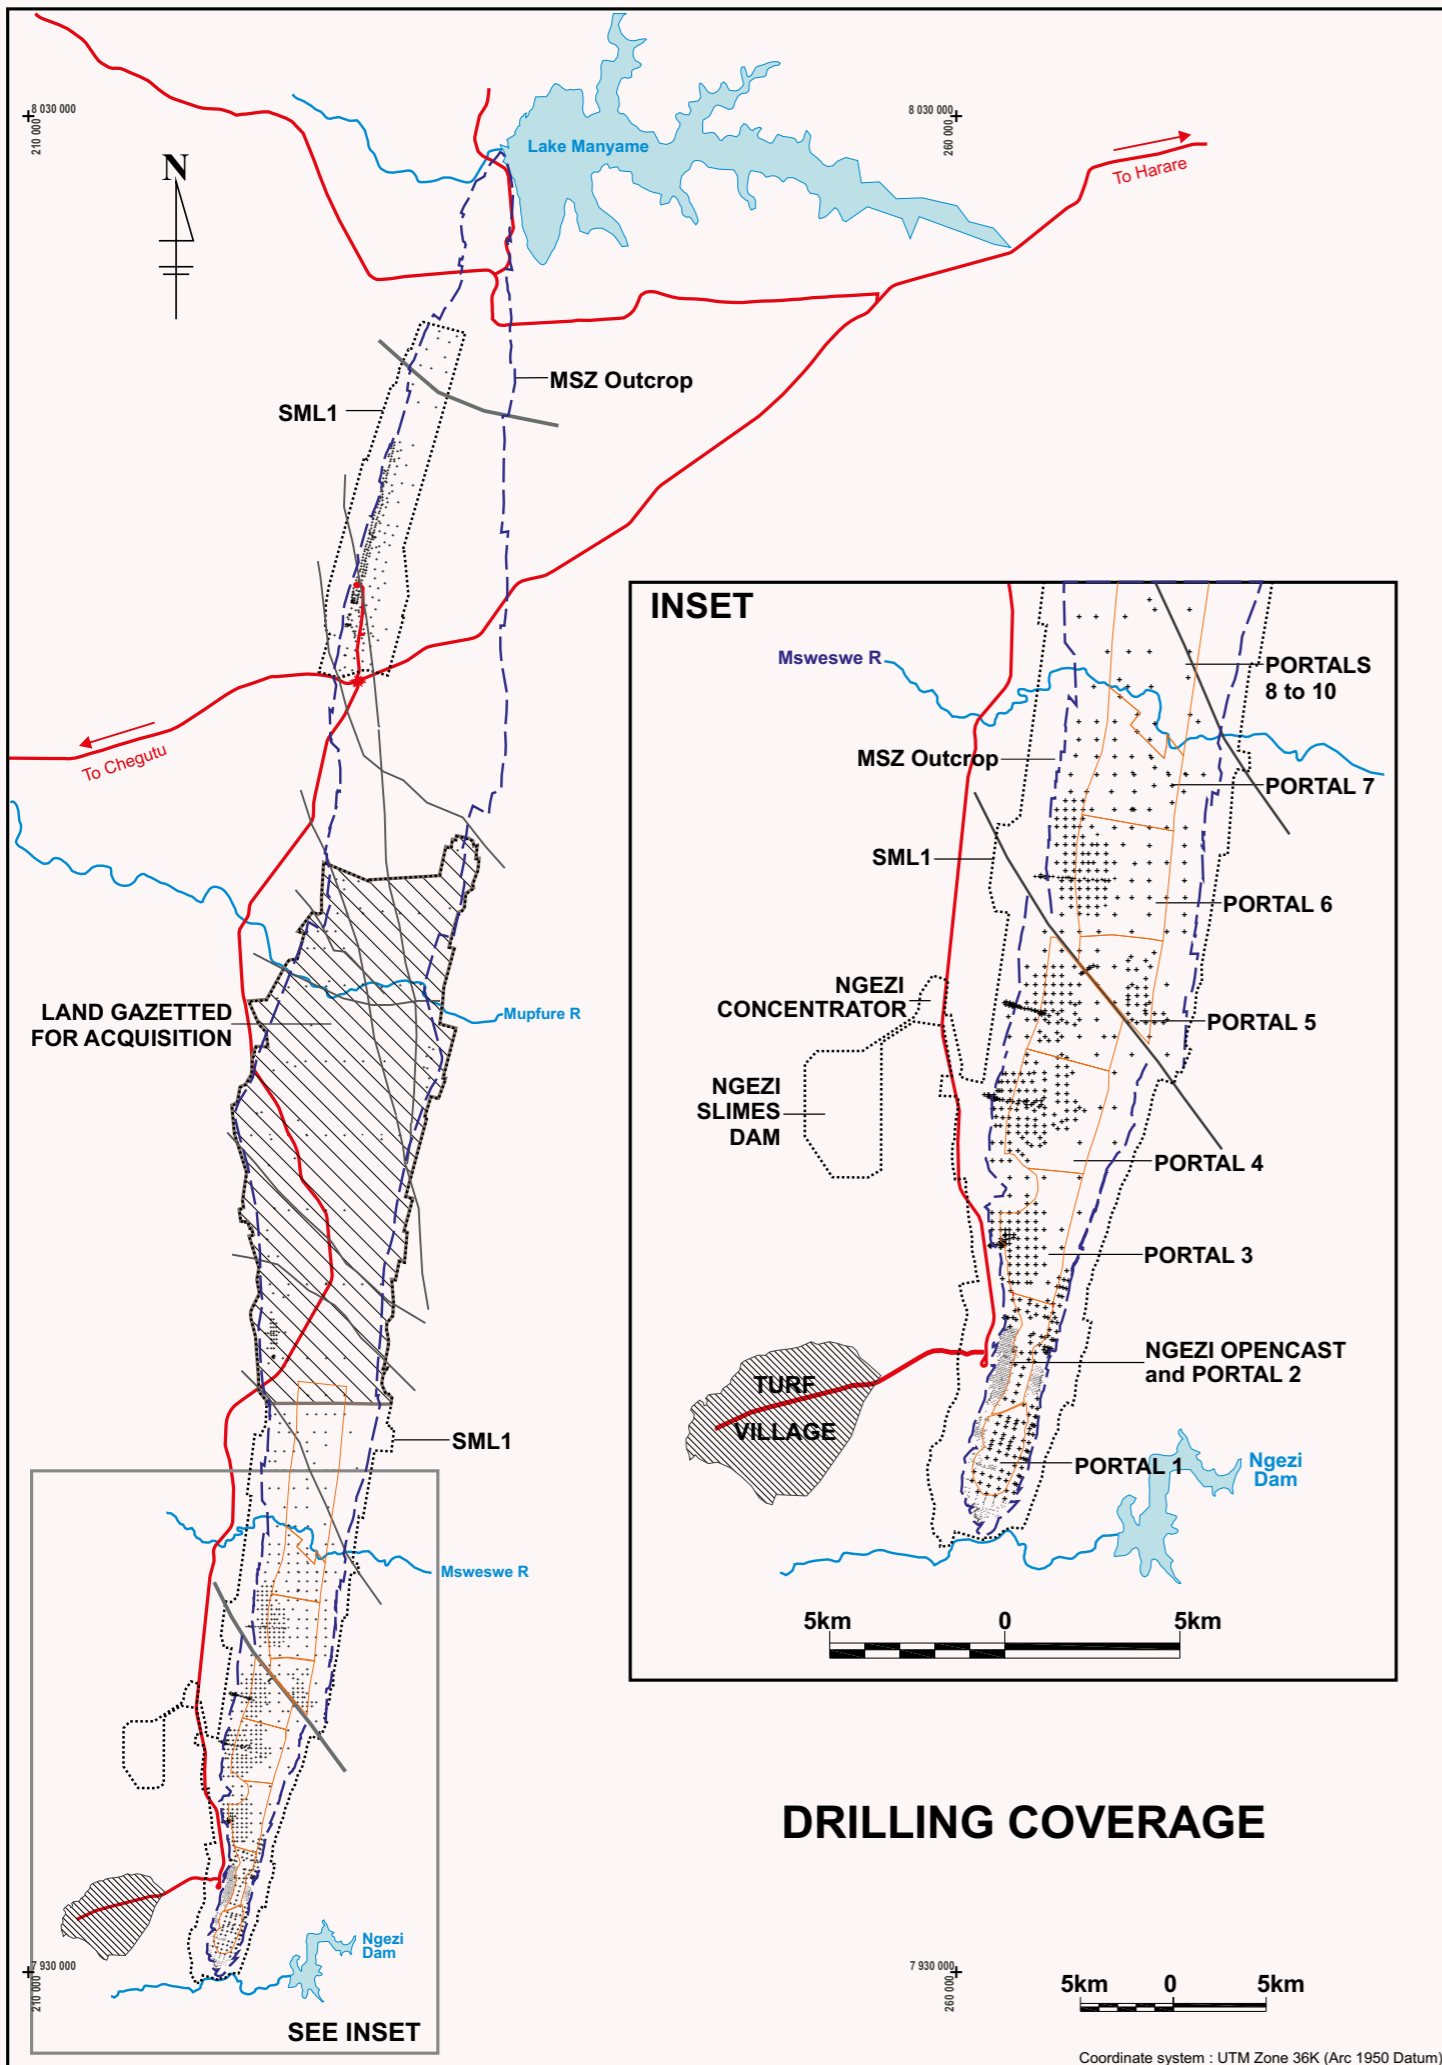 8 030 000
210 000
8 030 000
260 000
N
Lake Manyame
To Harare
MSZ Outcrop
SML1
To Chegutu
LAND GAZETTED
FOR ACQUISITION
Mupfure R
SML1
Msweswe R
Ngezi
Dam
7 930 000
210 000
SEE INSET
INSET
Msweswe R
PORTALS
8 to 10
MSZ Outcrop
PORTAL 7
SML1
PORTAL 6
NGEZI
CONCENTRATOR
PORTAL 5
NGEZI
SLIMES
DAM
PORTAL 4
PORTAL 3
NGEZI OPENCAST
and PORTAL 2
TURF
VILLAGE
PORTAL 1
Ngezi
Dam
5km 0 5km
DRILLING COVERAGE
7 930 000
260 000
5km 0 5km
Coordinate system : UTM Zone 36K (Arc 1950 Datum)